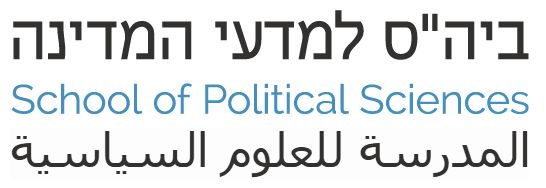 ביה"ס למדעי המדינה
School of Political Sciences
المدرسة للعلوم السياسية